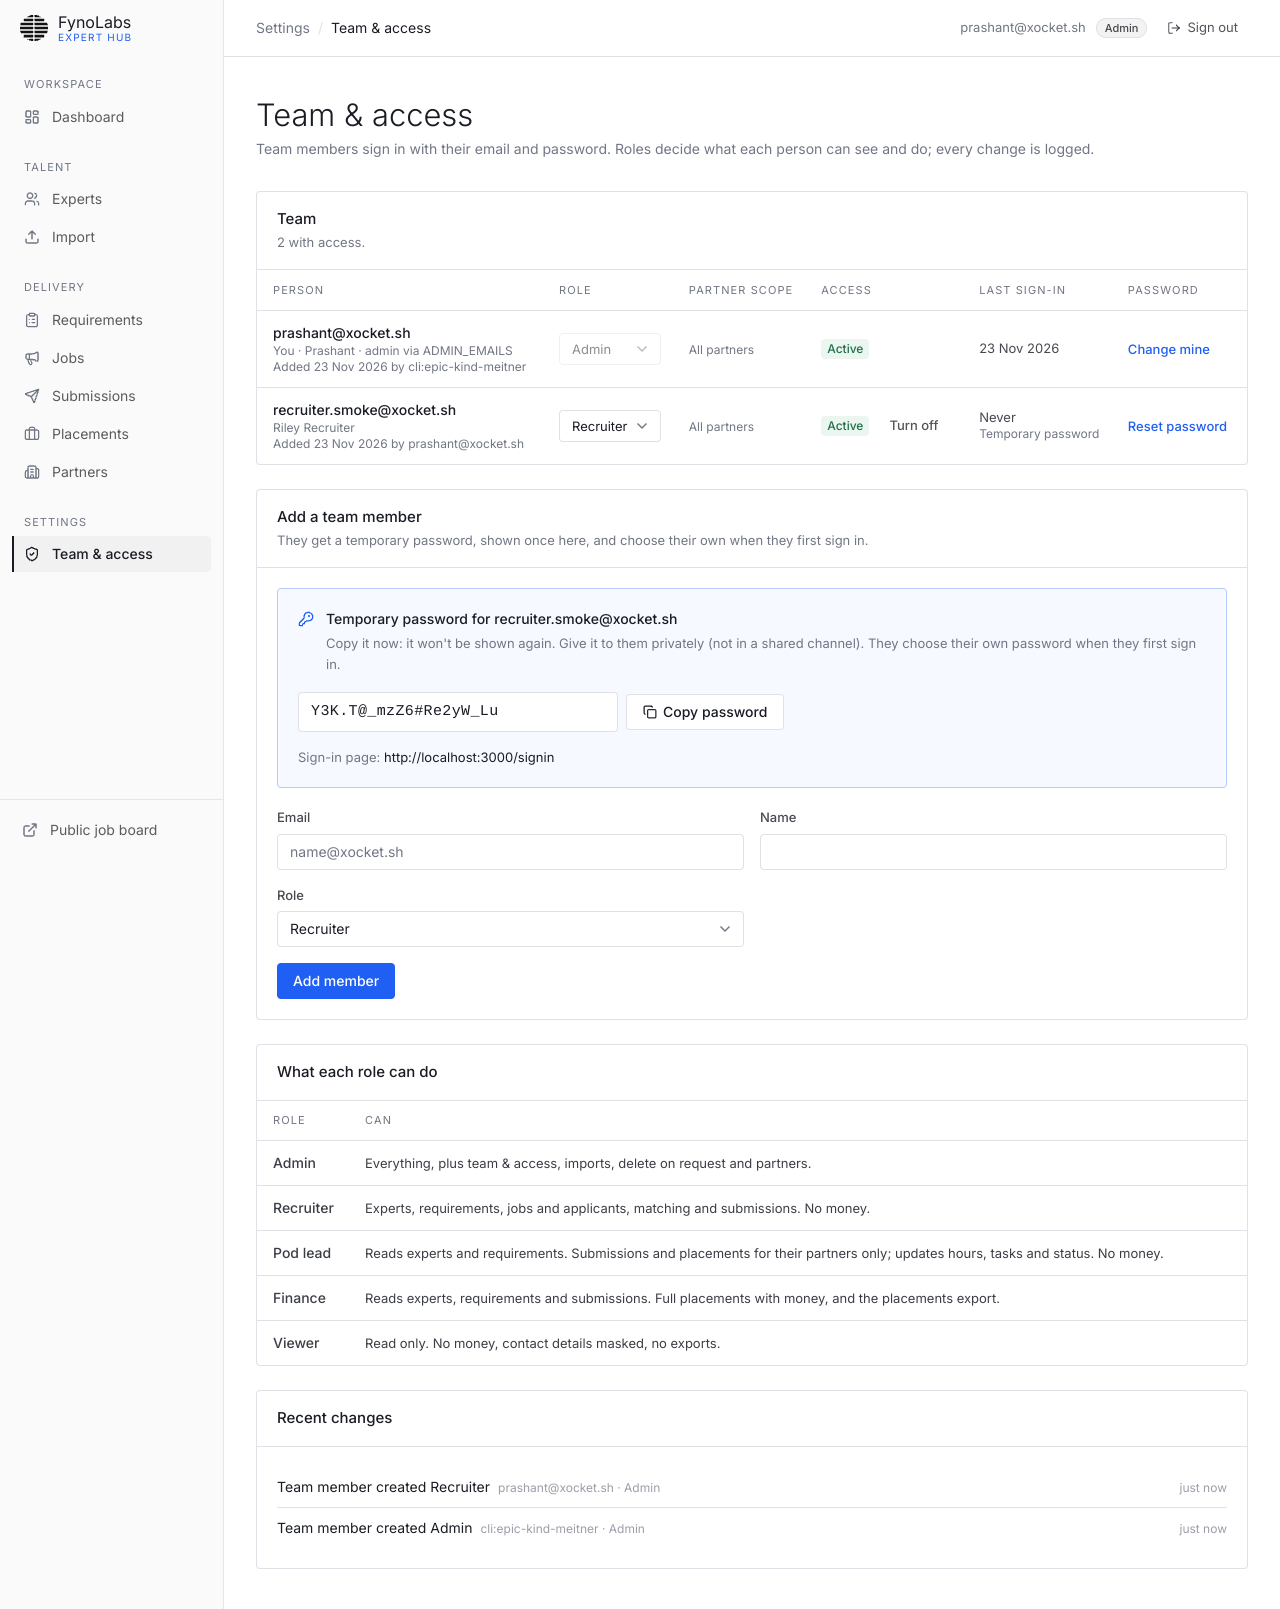 FynoLabs
EXPERT HUB
Settings / Team & access
prashant@xocket.sh Admin Sign out
WORKSPACE
Dashboard
TALENT
Experts
Import
DELIVERY
Requirements
Jobs
Submissions
Placements
Partners
SETTINGS
Team & access
Public job board
Team & access
Team members sign in with their email and password. Roles decide what each person can see and do; every change is logged.
Team
2 with access.
PERSON ROLE PARTNER SCOPE ACCESS LAST SIGN-IN PASSWORD
prashant@xocket.sh
You · Prashant · admin via ADMIN_EMAILS
Added 23 Nov 2026 by cli:epic-kind-meitner
Admin All partners Active 23 Nov 2026 Change mine
recruiter.smoke@xocket.sh
Riley Recruiter
Added 23 Nov 2026 by prashant@xocket.sh
Recruiter All partners Active Turn off
Never
Temporary password
Reset password
Add a team member
They get a temporary password, shown once here, and choose their own when they first sign in.
Temporary password for recruiter.smoke@xocket.sh
Copy it now: it won't be shown again. Give it to them privately (not in a shared channel). They choose their own password when they first sign
in.
Y3K.T@_mzZ6#Re2yW_Lu
Copy password
Sign-in page: http://localhost:3000/signin
Email
name@xocket.sh
Name
Role
Recruiter
Add member
What each role can do
ROLE CAN
Admin Everything, plus team & access, imports, delete on request and partners.
Recruiter Experts, requirements, jobs and applicants, matching and submissions. No money.
Pod lead Reads experts and requirements. Submissions and placements for their partners only; updates hours, tasks and status. No money.
Finance Reads experts, requirements and submissions. Full placements with money, and the placements export.
Viewer Read only. No money, contact details masked, no exports.
Recent changes
Team member created Recruiter prashant@xocket.sh · Admin just now
Team member created Admin cli:epic-kind-meitner · Admin just now